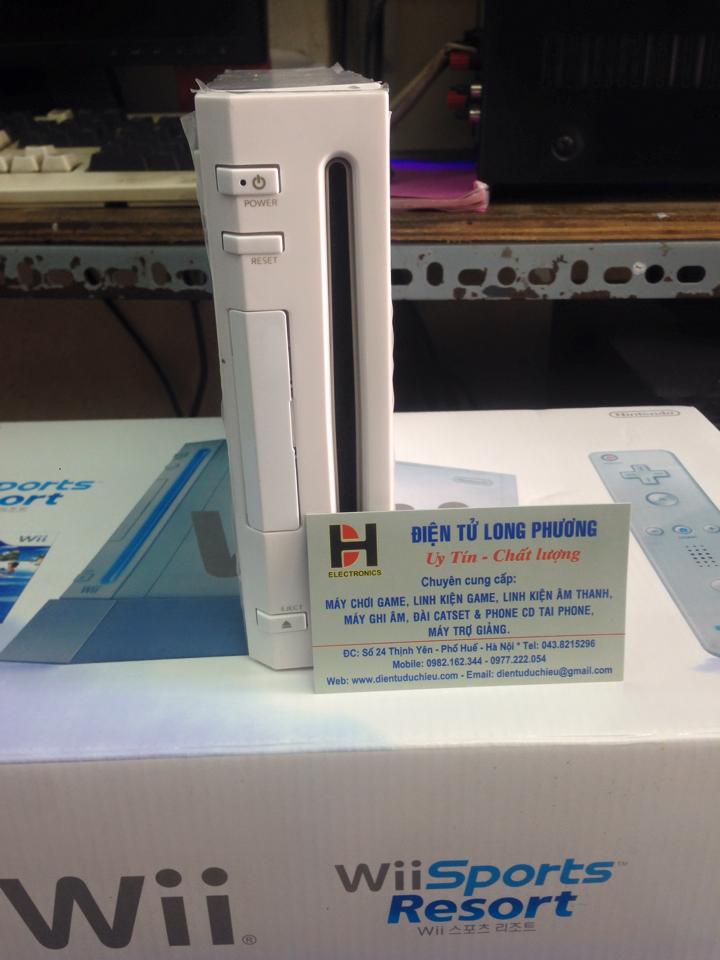 POWER
RESET
EJECT
Nintendo
Sports
ort
Wii
Wii
H
ELECTRONICS
ĐIỆN TỬ LONG PHƯƠNG
Uy Tín - Chất lượng
Chuyên cung cấp:
MÁY CHƠI GAME, LINH KIỆN GAME, LINH KIỆN ÂM THANH,
MÁY GHI ÂM, ĐÀI CATSET & PHONE CD TAI PHONE,
MÁY TRỢ GIẢNG.
ĐC: Số 24 Thịnh Yên - Phố Huế - Hà Nội * Tel: 043.8215296
Mobile: 0982.162.344 - 0977.222.054
Web: www.dientuduchieu.com - Email: dientuduchieu@gmail.com
Wii®
WiiSports™
Resort
Wii 스포츠 리조트